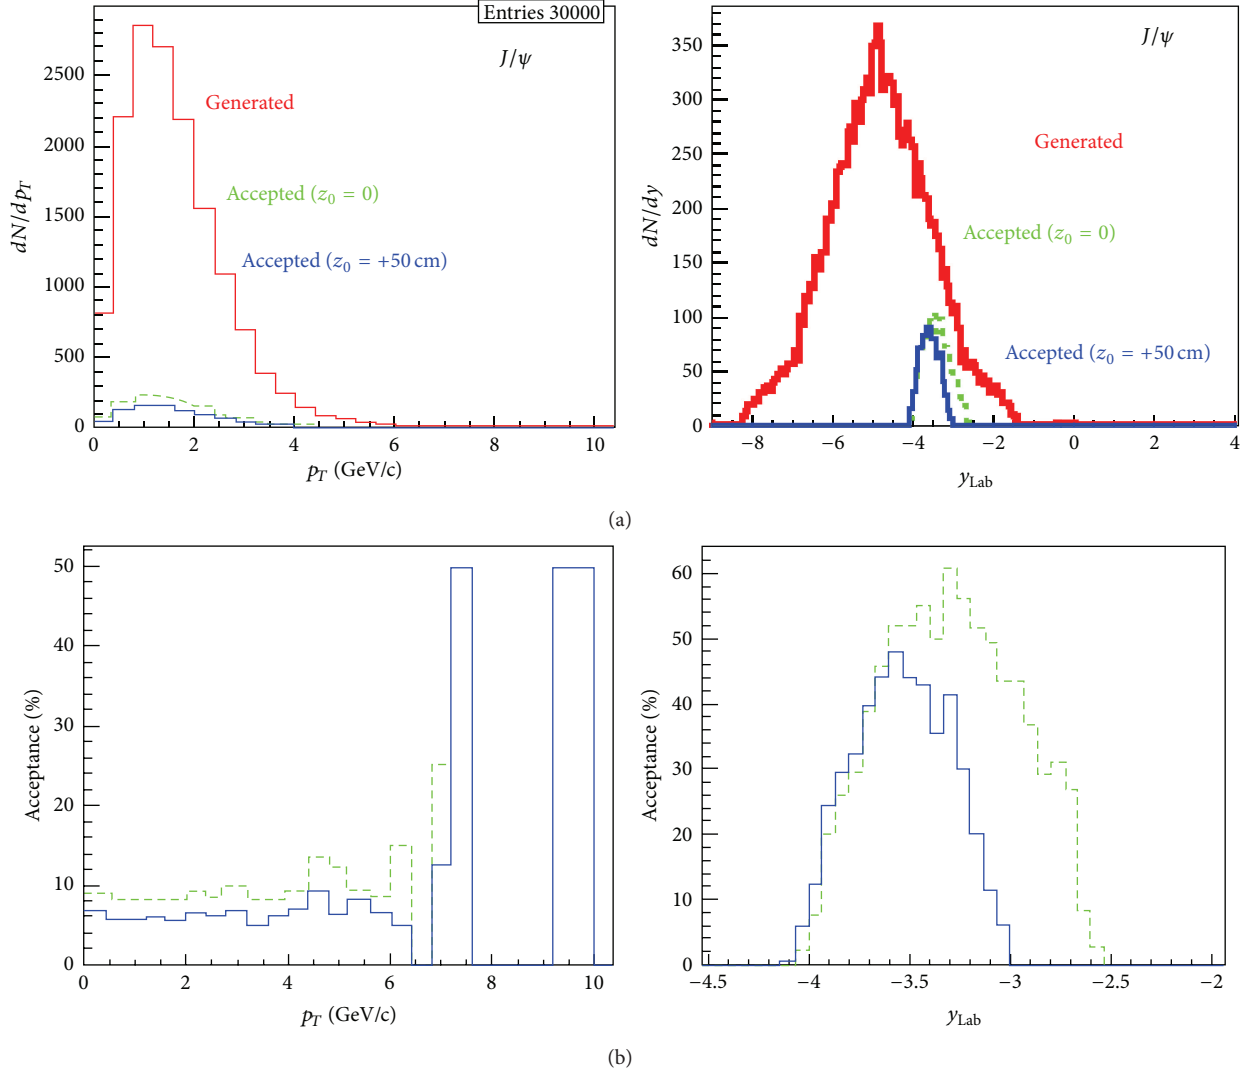 Entries 30000
J/ψ
Generated
Accepted (z₀ = 0)
Accepted (z₀ = +50 cm)
dN/dp_T
2500
2000
1500
1000
500
0
0 2 4 6 8 10
p_T (GeV/c)
J/ψ
Generated
Accepted (z₀ = 0)
Accepted (z₀ = +50 cm)
dN/dy
350
300
250
200
150
100
50
0
−8 −6 −4 −2 0 2 4
y_Lab
(a)
Acceptance (%)
50
40
30
20
10
0
0 2 4 6 8 10
p_T (GeV/c)
Acceptance (%)
60
50
40
30
20
10
0
−4.5 −4 −3.5 −3 −2.5 −2
y_Lab
(b)